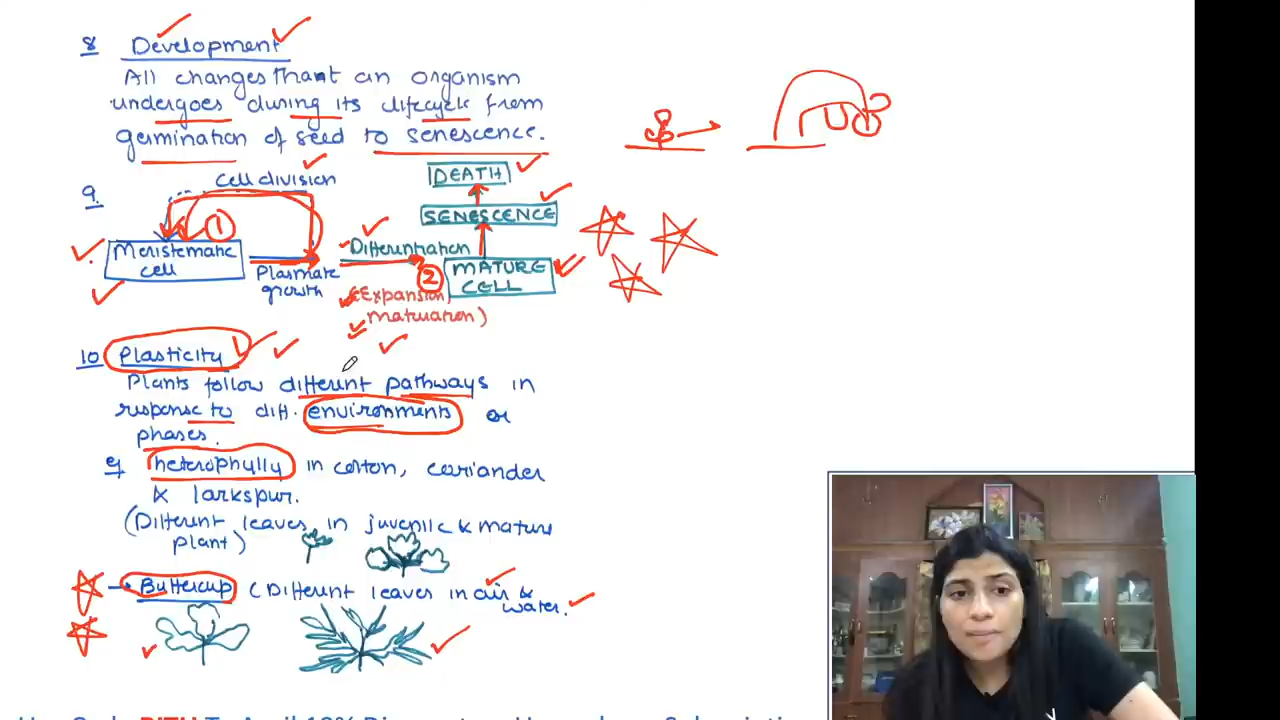 8 Development
All changes thant an organism
undergoes during its lifecycle from
germination of seed to senescence.
9. Cell division
DEATH
SENESCENCE
1
Meristematic
cell
Plasmatic
growth
Differentiation
2
MATURE
CELL
(Expansion,
Maturation)
10 Plasticity
Plants follow different pathways in
response to diff. environments or
phases.
eg heterophylly in cotton, coriander
& larkspur.
(Different leaves in juvenile & mature
plant)
→ Buttercup (Different leaves in air &
water.